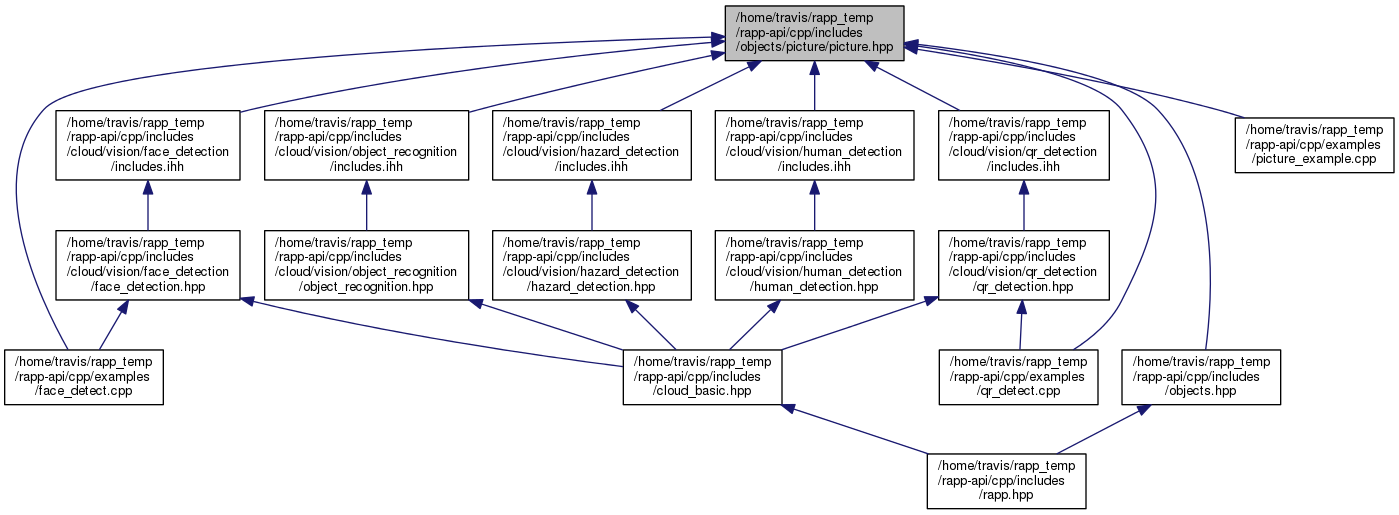 /home/travis/rapp_temp
/rapp-api/cpp/includes
/objects/picture/picture.hpp
/home/travis/rapp_temp
/rapp-api/cpp/includes
/cloud/vision/face_detection
/includes.ihh
/home/travis/rapp_temp
/rapp-api/cpp/includes
/cloud/vision/object_recognition
/includes.ihh
/home/travis/rapp_temp
/rapp-api/cpp/includes
/cloud/vision/hazard_detection
/includes.ihh
/home/travis/rapp_temp
/rapp-api/cpp/includes
/cloud/vision/human_detection
/includes.ihh
/home/travis/rapp_temp
/rapp-api/cpp/includes
/cloud/vision/qr_detection
/includes.ihh
/home/travis/rapp_temp
/rapp-api/cpp/examples
/picture_example.cpp
/home/travis/rapp_temp
/rapp-api/cpp/includes
/cloud/vision/face_detection
/face_detection.hpp
/home/travis/rapp_temp
/rapp-api/cpp/includes
/cloud/vision/object_recognition
/object_recognition.hpp
/home/travis/rapp_temp
/rapp-api/cpp/includes
/cloud/vision/hazard_detection
/hazard_detection.hpp
/home/travis/rapp_temp
/rapp-api/cpp/includes
/cloud/vision/human_detection
/human_detection.hpp
/home/travis/rapp_temp
/rapp-api/cpp/includes
/cloud/vision/qr_detection
/qr_detection.hpp
/home/travis/rapp_temp
/rapp-api/cpp/examples
/face_detect.cpp
/home/travis/rapp_temp
/rapp-api/cpp/includes
/cloud_basic.hpp
/home/travis/rapp_temp
/rapp-api/cpp/examples
/qr_detect.cpp
/home/travis/rapp_temp
/rapp-api/cpp/includes
/objects.hpp
/home/travis/rapp_temp
/rapp-api/cpp/includes
/rapp.hpp